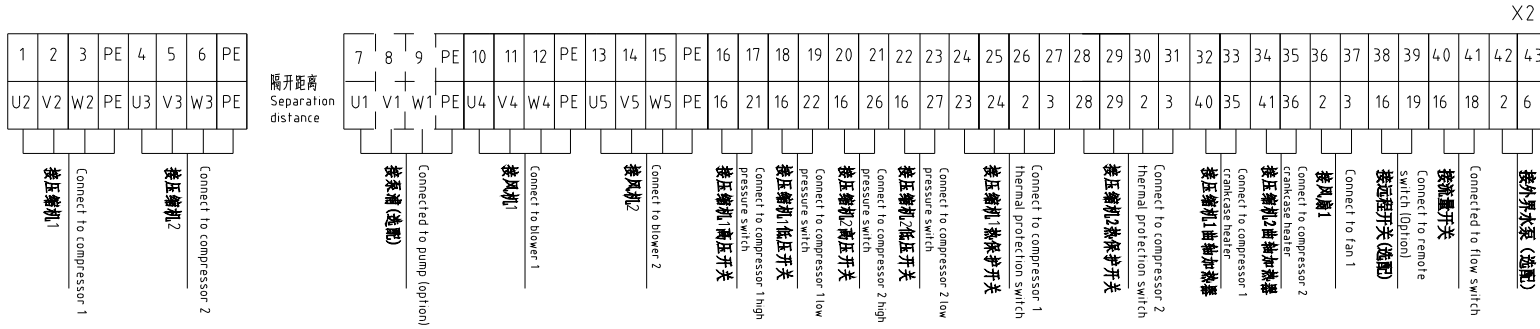 X2
1 2 3 PE 4 5 6 PE 7 8 9 PE 10 11 12 PE 13 14 15 PE 16 17 18 19 20 21 22 23 24 25 26 27 28 29 30 31 32 33 34 35 36 37 38 39 40 41 42 43
U2 V2 W2 PE U3 V3 W3 PE U1 V1 W1 PE U4 V4 W4 PE U5 V5 W5 PE 16 21 16 22 16 26 16 27 23 24 2 3 28 29 2 3 40 35 41 36 2 3 16 19 16 18 2 6
隔开距离
Separation
distance
接压缩机1
Connect to compressor 1
接压缩机2
Connect to compressor 2
接泵浦(选配)
Connected to pump (option)
接风机1
Connect to blower 1
接风机2
Connect to blower 2
接压缩机1高压开关
Connect to compressor 1 high
pressure switch
接压缩机1低压开关
Connect to compressor 1 low
pressure switch
接压缩机2高压开关
Connect to compressor 2 high
pressure switch
接压缩机2低压开关
Connect to compressor 2 low
pressure switch
接压缩机1热保护开关
Connect to compressor 1
thermal protection switch
接压缩机2热保护开关
Connect to compressor 2
thermal protection switch
接压缩机1曲轴加热器
Connect to compressor 1
crankcase heater
接压缩机2曲轴加热器
Connect to compressor 2
crankcase heater
接风扇1
Connect to fan 1
接远程开关(选配)
Connect to remote
switch (Option)
接流量开关
Connected to flow switch
接外界水泵(选配)